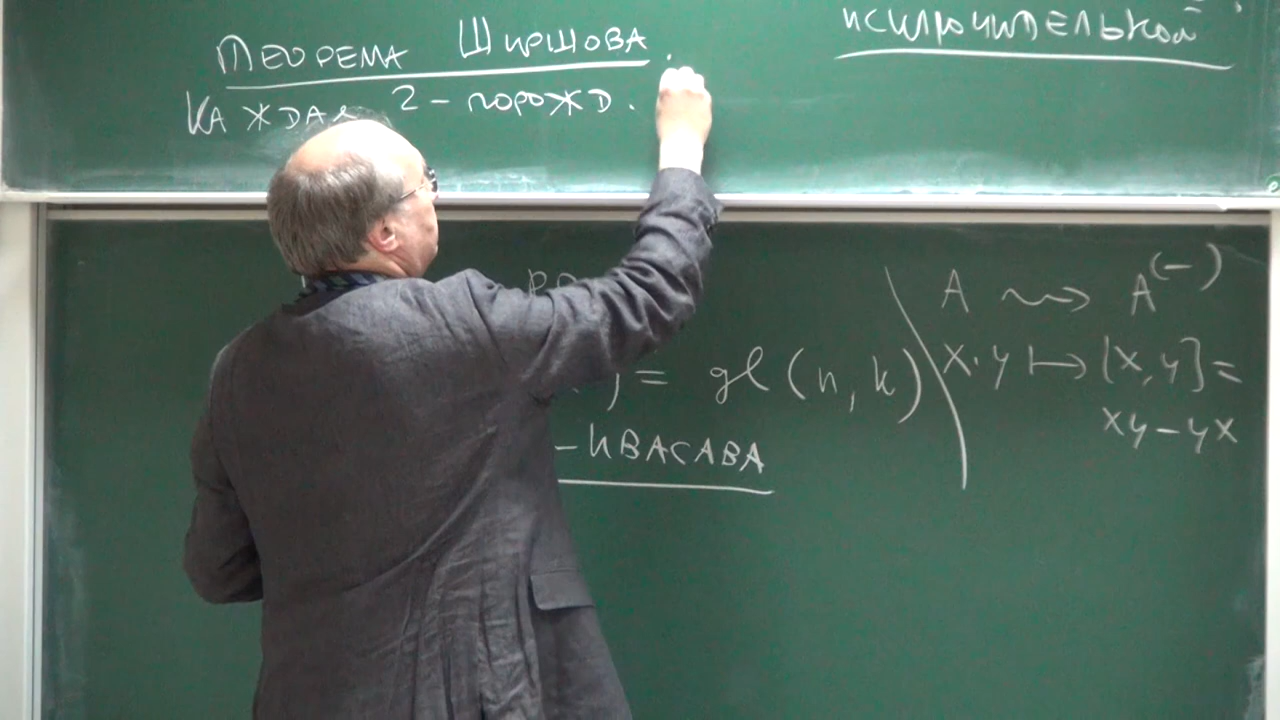 исключительной
ТЕОРЕМА ШИРШОВА.
КАЖДАЯ 2-ПОРОЖД.
A ⇝ A^(-)
) = gl(n, k)
x·y ↦ [x,y] =
xy-yx
-ИВАСАВА